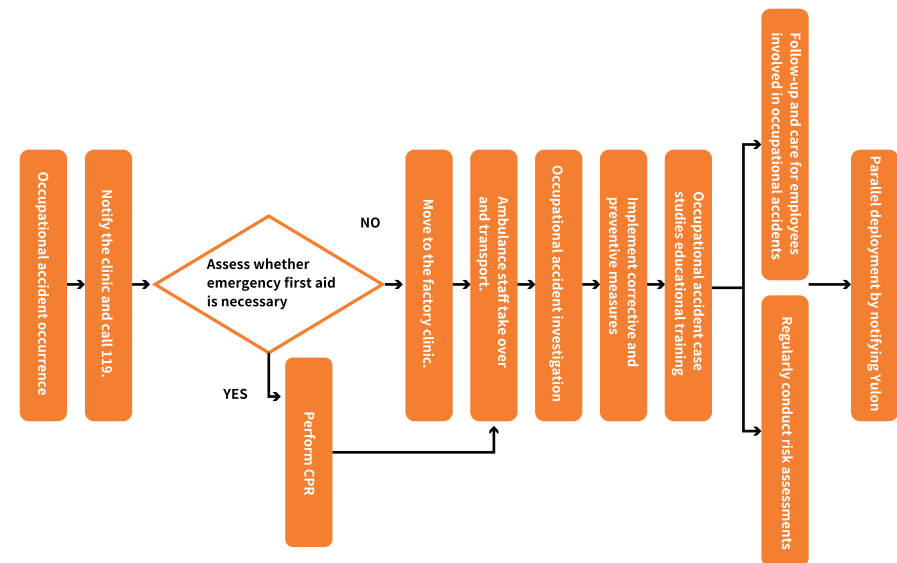 Occupational accident occurrence
Notify the clinic and call 119.
Assess whether
emergency first aid
is necessary
NO
YES
Perform CPR
Move to the factory clinic.
Ambulance staff take over
and transport.
Occupational accident investigation
Implement corrective and
preventive measures
Occupational accident case
studies educational training
Follow-up and care for employees
involved in occupational accidents
Regularly conduct risk assessments
Parallel deployment by notifying Yulon